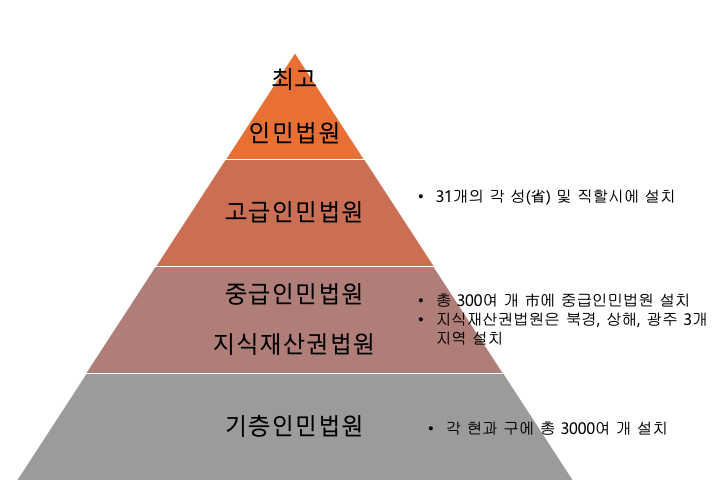 최고
인민법원
고급인민법원
• 31개의 각 성(省) 및 직할시에 설치
중급인민법원
지식재산권법원
• 총 300여 개 市에 중급인민법원 설치
• 지식재산권법원은 북경, 상해, 광주 3개
지역 설치
기층인민법원
• 각 현과 구에 총 3000여 개 설치